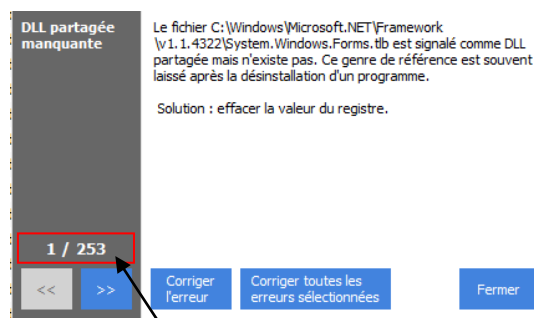 DLL partagée
manquante
Le fichier C:\Windows\Microsoft.NET\Framework
\v1.1.4322\System.Windows.Forms.tlb est signalé comme DLL
partagée mais n'existe pas. Ce genre de référence est souvent
laissé après la désinstallation d'un programme.
Solution : effacer la valeur du registre.
1 / 253
<< >>
Corriger
l'erreur
Corriger toutes les
erreurs sélectionnées
Fermer